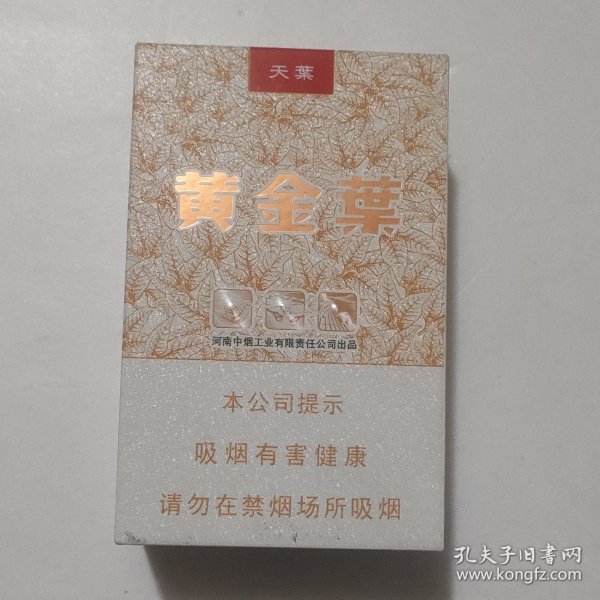 天葉
黄金葉
河南中烟工业有限责任公司出品
本公司提示
吸烟有害健康
请勿在禁烟场所吸烟
孔夫子旧书网
www.kongfz.com